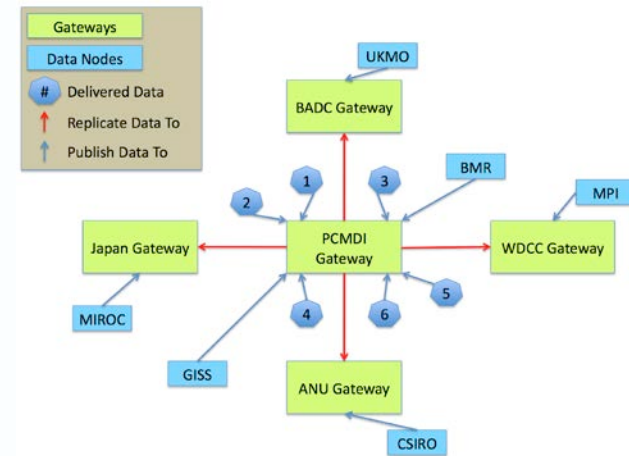 Gateways
Data Nodes
# Delivered Data
Replicate Data To
Publish Data To
UKMO
BADC Gateway
1
3
BMR
2
MPI
Japan Gateway
PCMDI
Gateway
WDCC Gateway
5
MIROC
4
6
GISS
ANU Gateway
CSIRO